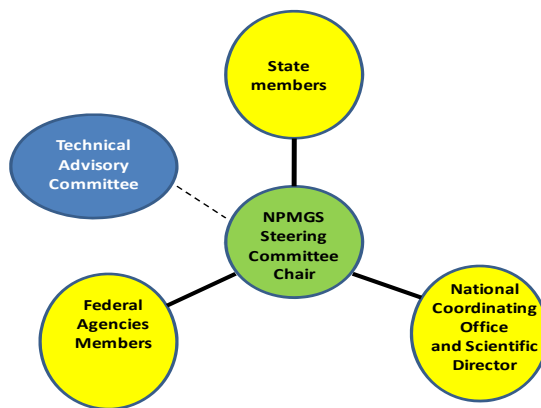 State
members
Technical
Advisory
Committee
NPMGS
Steering
Committee
Chair
Federal
Agencies
Members
National
Coordinating
Office
and Scientific
Director